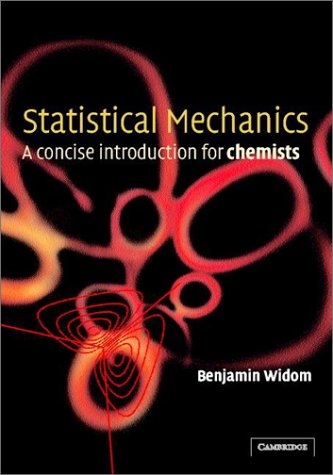 Statistical Mechanics
A concise introduction for chemists
Benjamin Widom
CAMBRIDGE